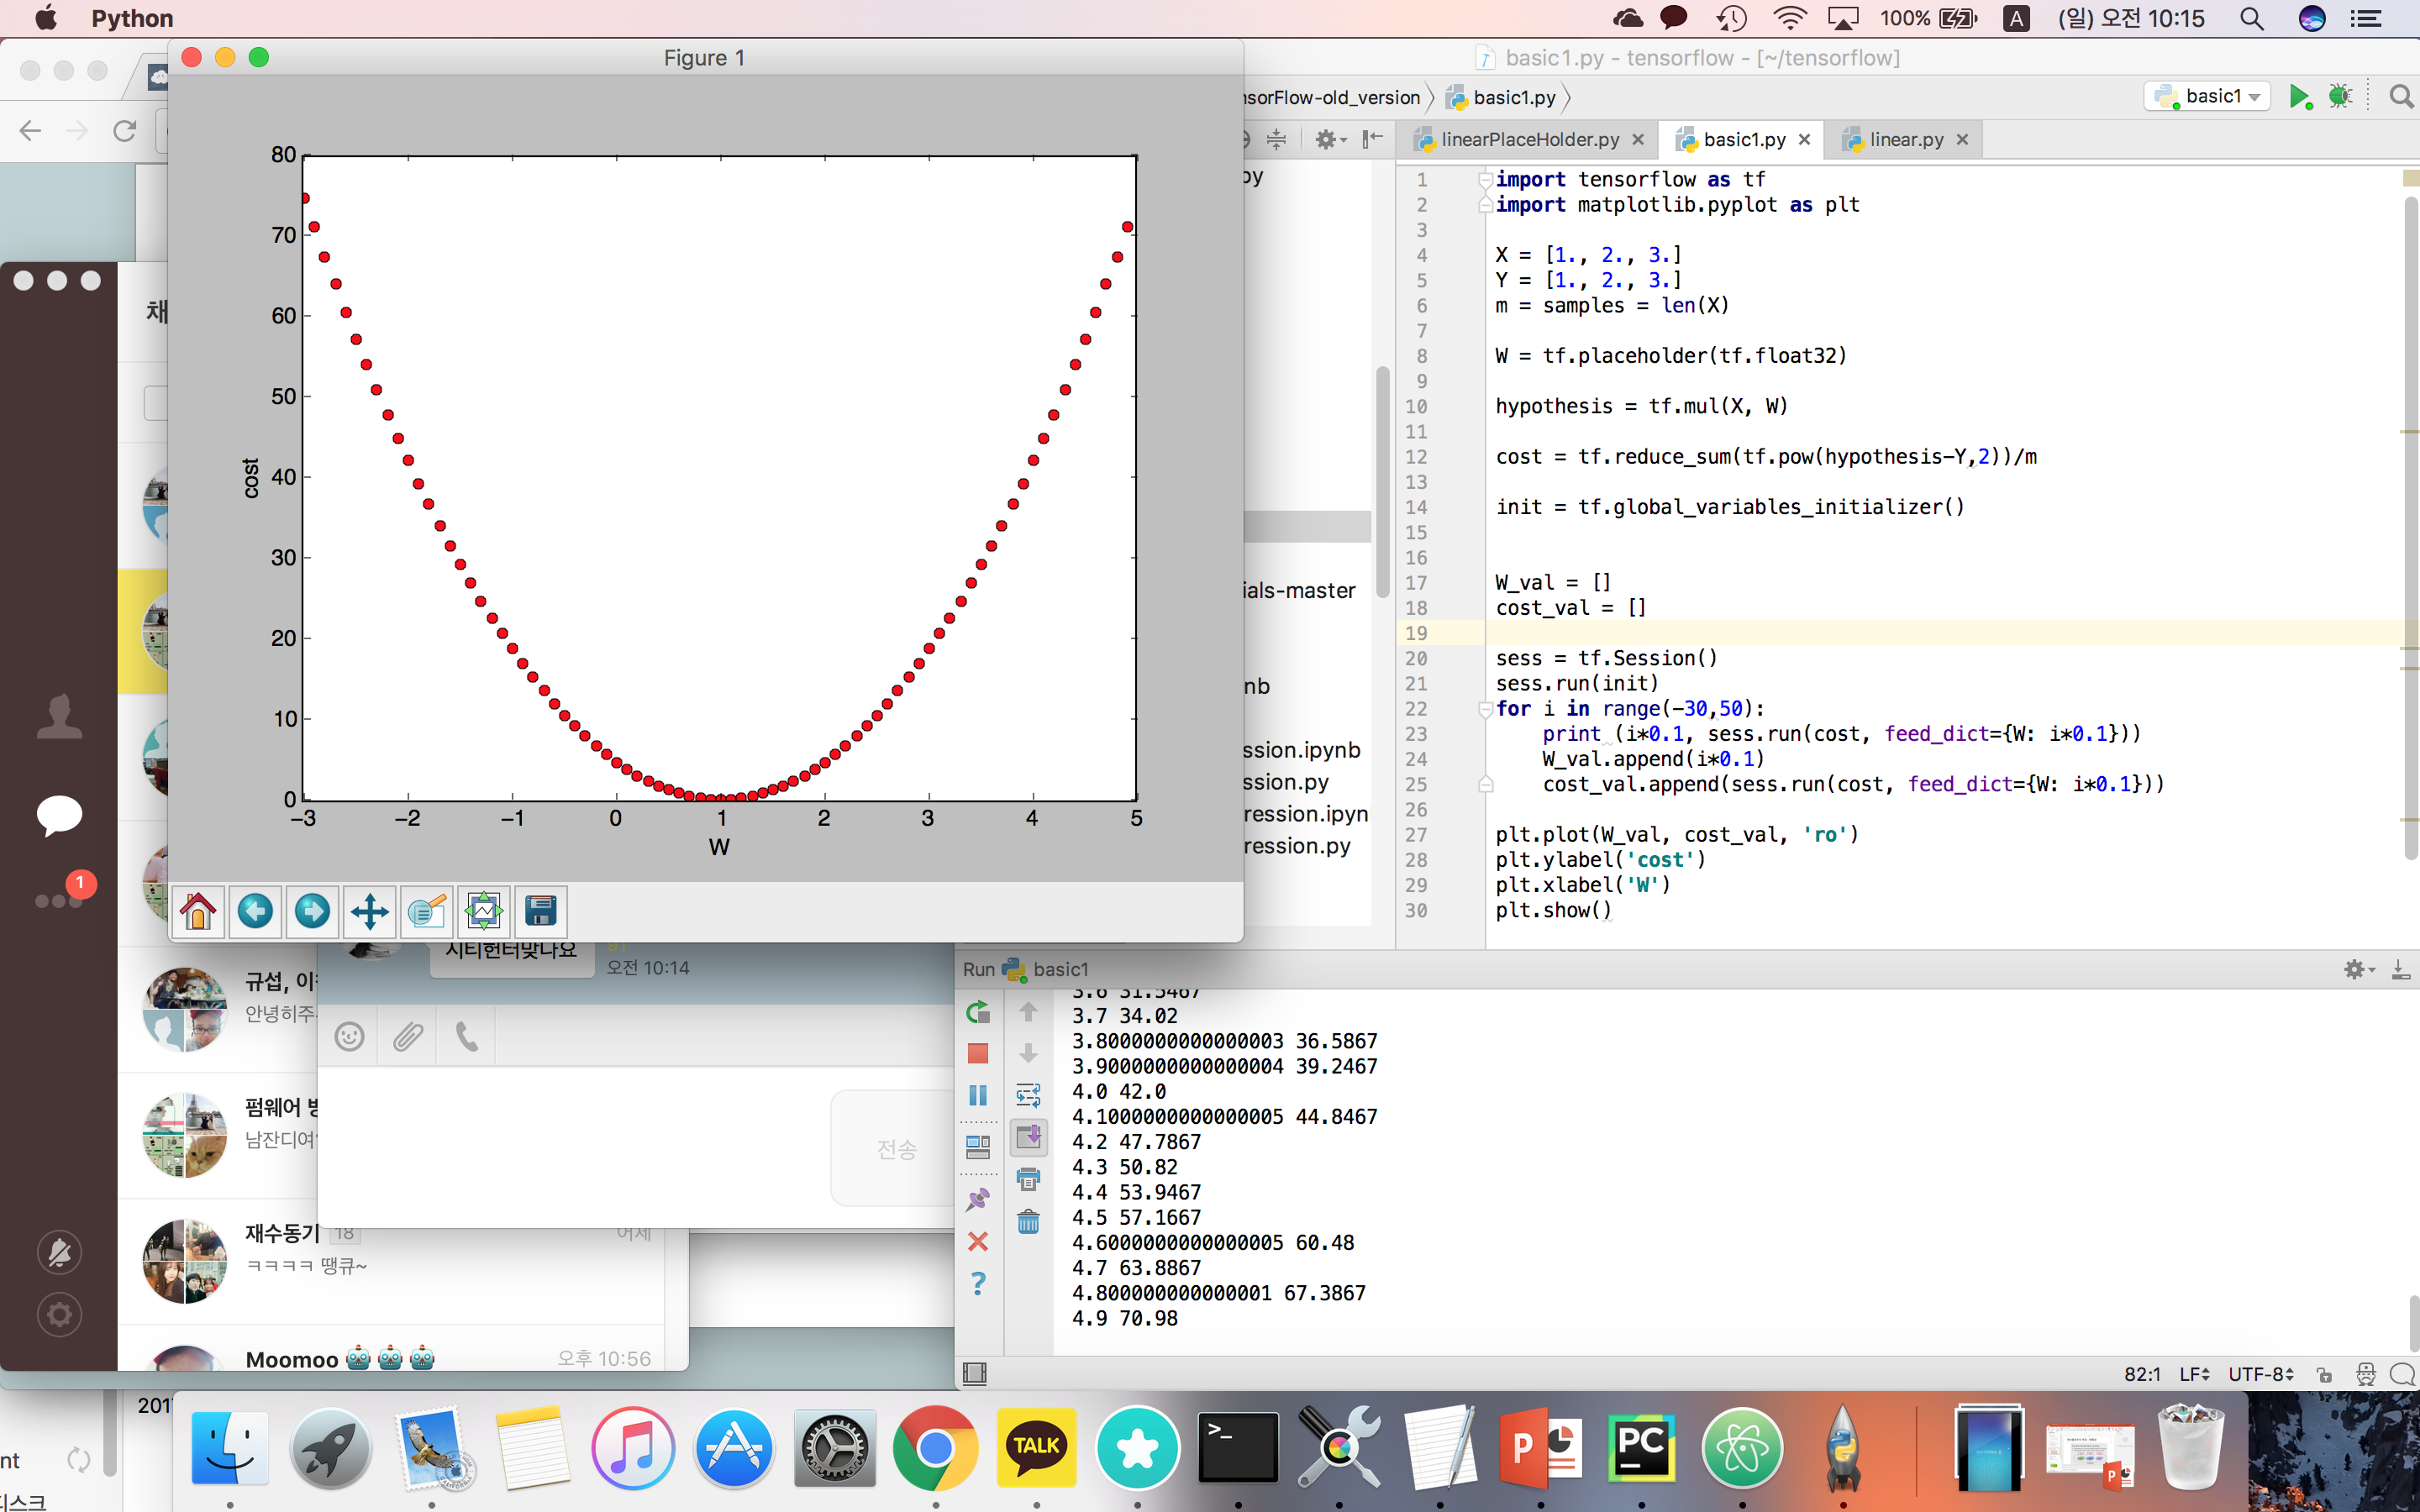 Python
100%
A
(일) 오전 10:15
Figure 1
80
70
60
50
40
30
20
10
0
cost
−3 −2 −1 0 1 2 3 4 5
W
basic1.py - tensorflow - [~/tensorflow]
nsorFlow-old_version
basic1.py
basic1
linearPlaceHolder.py
basic1.py
linear.py
py
ials-master
nb
ssion.ipynb
ssion.py
ression.ipyn
ression.py
1 import tensorflow as tf
2 import matplotlib.pyplot as plt
3
4 X = [1., 2., 3.]
5 Y = [1., 2., 3.]
6 m = samples = len(X)
7
8 W = tf.placeholder(tf.float32)
9
10 hypothesis = tf.mul(X, W)
11
12 cost = tf.reduce_sum(tf.pow(hypothesis-Y,2))/m
13
14 init = tf.global_variables_initializer()
15
16
17 W_val = []
18 cost_val = []
19
20 sess = tf.Session()
21 sess.run(init)
22 for i in range(-30,50):
23     print (i*0.1, sess.run(cost, feed_dict={W: i*0.1}))
24     W_val.append(i*0.1)
25     cost_val.append(sess.run(cost, feed_dict={W: i*0.1}))
26
27 plt.plot(W_val, cost_val, 'ro')
28 plt.ylabel('cost')
29 plt.xlabel('W')
30 plt.show()
Run basic1
3.6 31.5467
3.7 34.02
3.8000000000000003 36.5867
3.9000000000000004 39.2467
4.0 42.0
4.1000000000000005 44.8467
4.2 47.7867
4.3 50.82
4.4 53.9467
4.5 57.1667
4.6000000000000005 60.48
4.7 63.8867
4.800000000000001 67.3867
4.9 70.98
82:1 LF UTF-8
채
1
시티헌터맞나요
오전 10:14
전송
규섭, 이
안녕히주
펌웨어 빙
남잔디여
재수동기 18
어제
ㅋㅋㅋㅋ 땡큐~
Moomoo
오후 10:56
201
nt
디스크
TALK
>_
P
PC
P